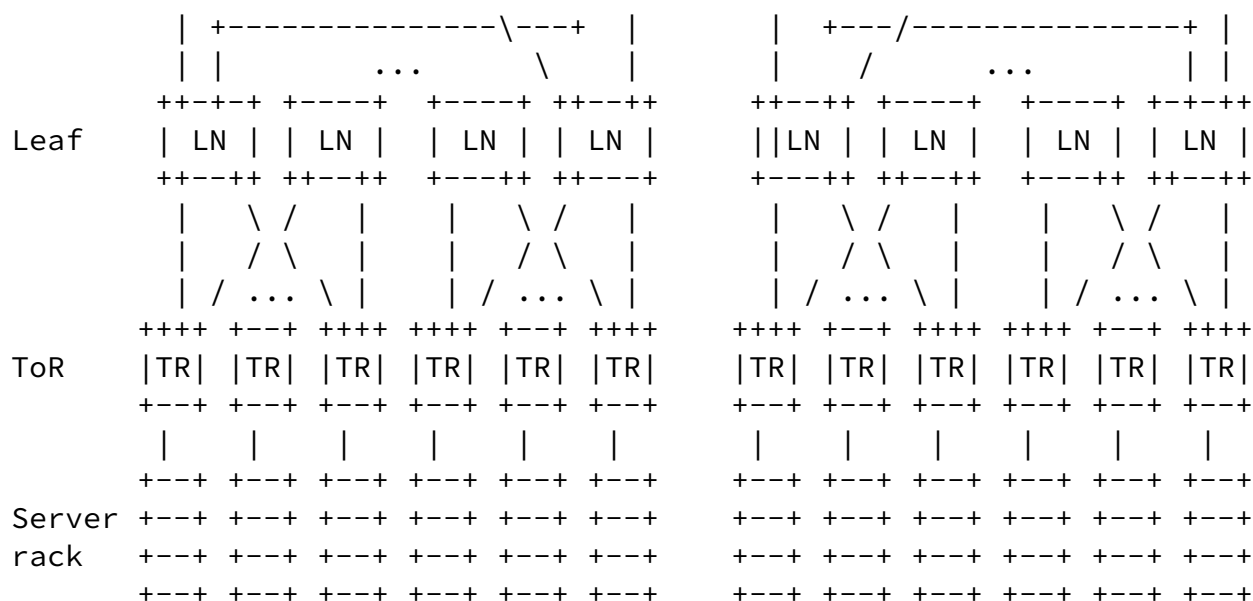 | +---------------\---+  |       |  +---/---------------+ |
| |       ...      \     |       |    /     ...        | |
++-+-+ +----+  +----+ ++--++    ++--++ +----+  +----+ +-+-++
Leaf   | LN | | LN |  | LN | | LN |    ||LN | | LN |  | LN | | LN |
++--++ ++--++  +---++ ++---+    +---++ ++--++  +---++ ++--++
|   \ /   |    |   \ /   |      |   \ /   |    |   \ /   |
|   / \   |    |   / \   |      |   / \   |    |   / \   |
| / ... \ |    | / ... \ |      | / ... \ |    | / ... \ |
++++ +--+ ++++ ++++ +--+ ++++    ++++ +--+ ++++ ++++ +--+ ++++
ToR   |TR| |TR| |TR| |TR| |TR| |TR|    |TR| |TR| |TR| |TR| |TR| |TR|
+--+ +--+ +--+ +--+ +--+ +--+    +--+ +--+ +--+ +--+ +--+ +--+
|    |    |    |    |    |       |    |    |    |    |    |
+--+ +--+ +--+ +--+ +--+ +--+    +--+ +--+ +--+ +--+ +--+ +--+
Server +--+ +--+ +--+ +--+ +--+ +--+    +--+ +--+ +--+ +--+ +--+ +--+
rack   +--+ +--+ +--+ +--+ +--+ +--+    +--+ +--+ +--+ +--+ +--+ +--+
+--+ +--+ +--+ +--+ +--+ +--+    +--+ +--+ +--+ +--+ +--+ +--+